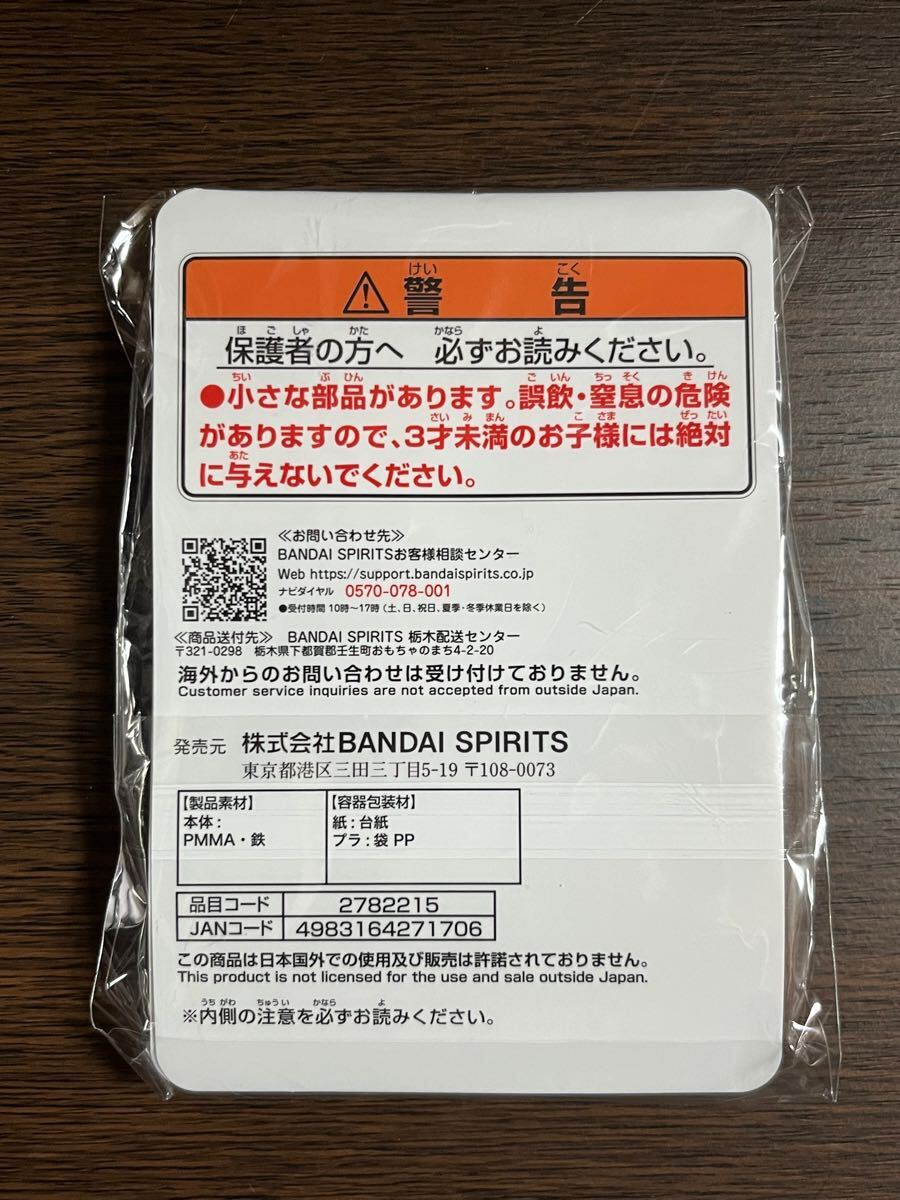 ⚠警告
保護者の方へ 必ずお読みください。
●小さな部品があります。誤飲・窒息の危険
がありますので、3才未満のお子様には絶対
に与えないでください。
≪お問い合わせ先≫
BANDAI SPIRITSお客様相談センター
Web https://support.bandaispirits.co.jp
ナビダイヤル 0570-078-001
●受付時間 10時～17時（土、日、祝日、夏季・冬季休業日を除く）
≪商品送付先≫ BANDAI SPIRITS 栃木配送センター
〒321-0298 栃木県下都賀郡壬生町おもちゃのまち4-2-20
海外からのお問い合わせは受け付けておりません。
Customer service inquiries are not accepted from outside Japan.
発売元 株式会社BANDAI SPIRITS
東京都港区三田三丁目5-19 〒108-0073
【製品素材】
本体：
PMMA・鉄
【容器包装材】
紙：台紙
プラ：袋 PP
品目コード 2782215
JANコード 4983164271706
この商品は日本国外での使用及び販売は許諾されておりません。
This product is not licensed for the use and sale outside Japan.
※内側の注意を必ずお読みください。